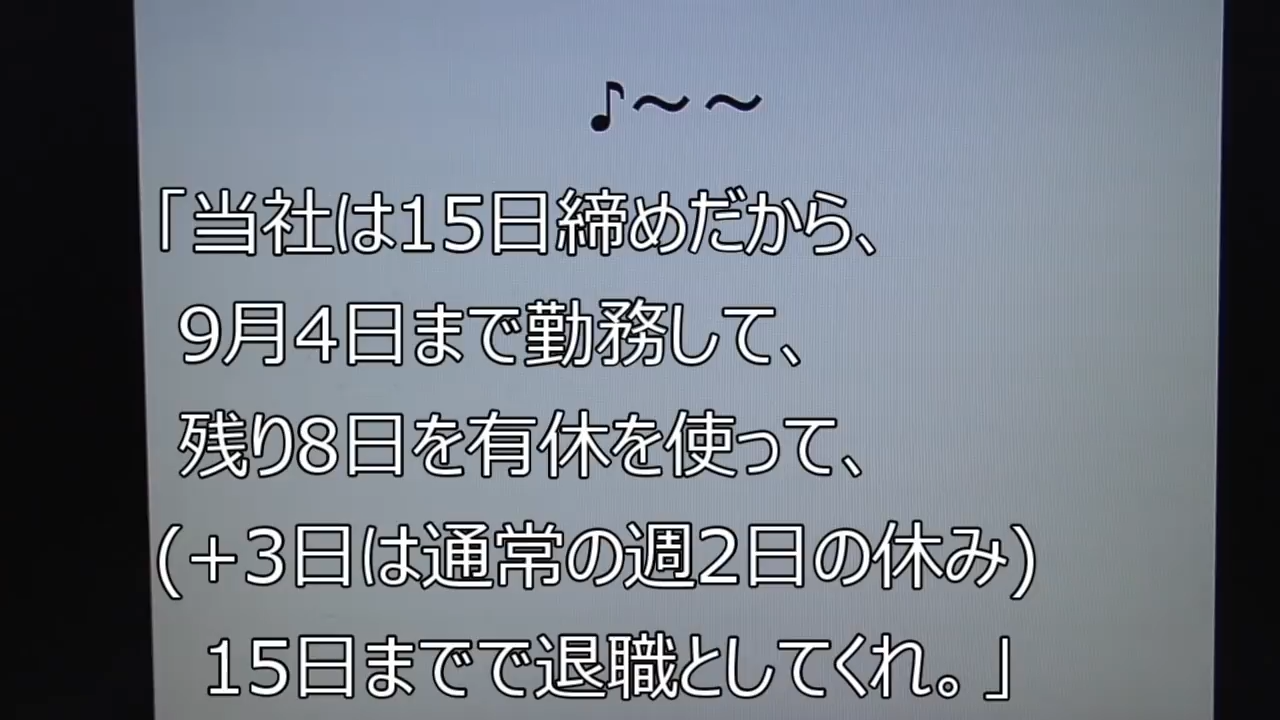 ♪〜〜
「当社は15日締めだから、
9月4日まで勤務して、
残り8日を有休を使って、
(+3日は通常の週2日の休み)
15日までで退職としてくれ。」